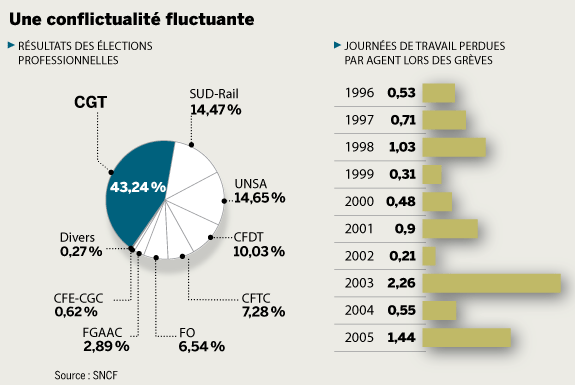 Une conflictualité fluctuante
RÉSULTATS DES ÉLECTIONS
PROFESSIONNELLES
CGT
43,24 %
SUD-Rail
14,47 %
UNSA
14,65 %
CFDT
10,03 %
CFTC
7,28 %
FO
6,54 %
FGAAC
2,89 %
CFE-CGC
0,62 %
Divers
0,27 %
JOURNÉES DE TRAVAIL PERDUES
PAR AGENT LORS DES GRÈVES
1996 0,53
1997 0,71
1998 1,03
1999 0,31
2000 0,48
2001 0,9
2002 0,21
2003 2,26
2004 0,55
2005 1,44
Source : SNCF